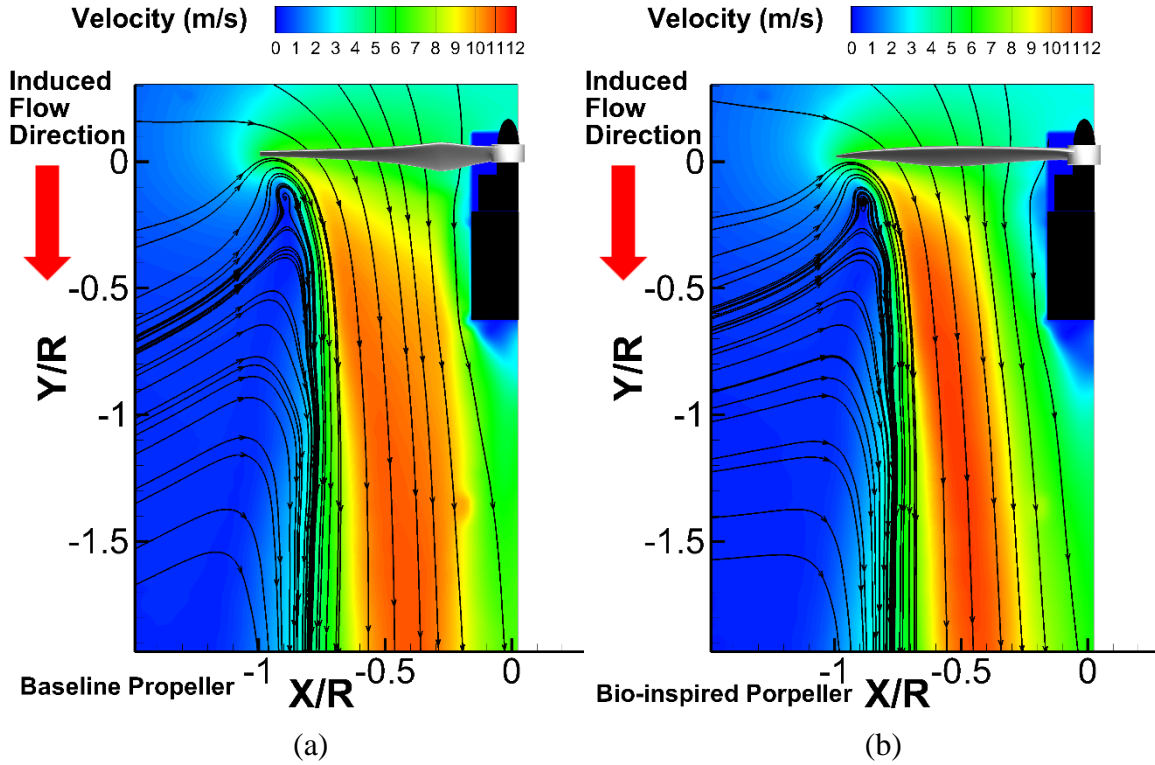 Velocity (m/s)
0 1 2 3 4 5 6 7 8 9 10 11 12
Induced
Flow
Direction
0
-0.5
-1
-1.5
Y/R
-1 -0.5 0
Baseline Propeller X/R
(a)
Velocity (m/s)
0 1 2 3 4 5 6 7 8 9 10 11 12
Induced
Flow
Direction
0
-0.5
-1
-1.5
Y/R
-1 -0.5 0
Bio-inspired Porpeller X/R
(b)